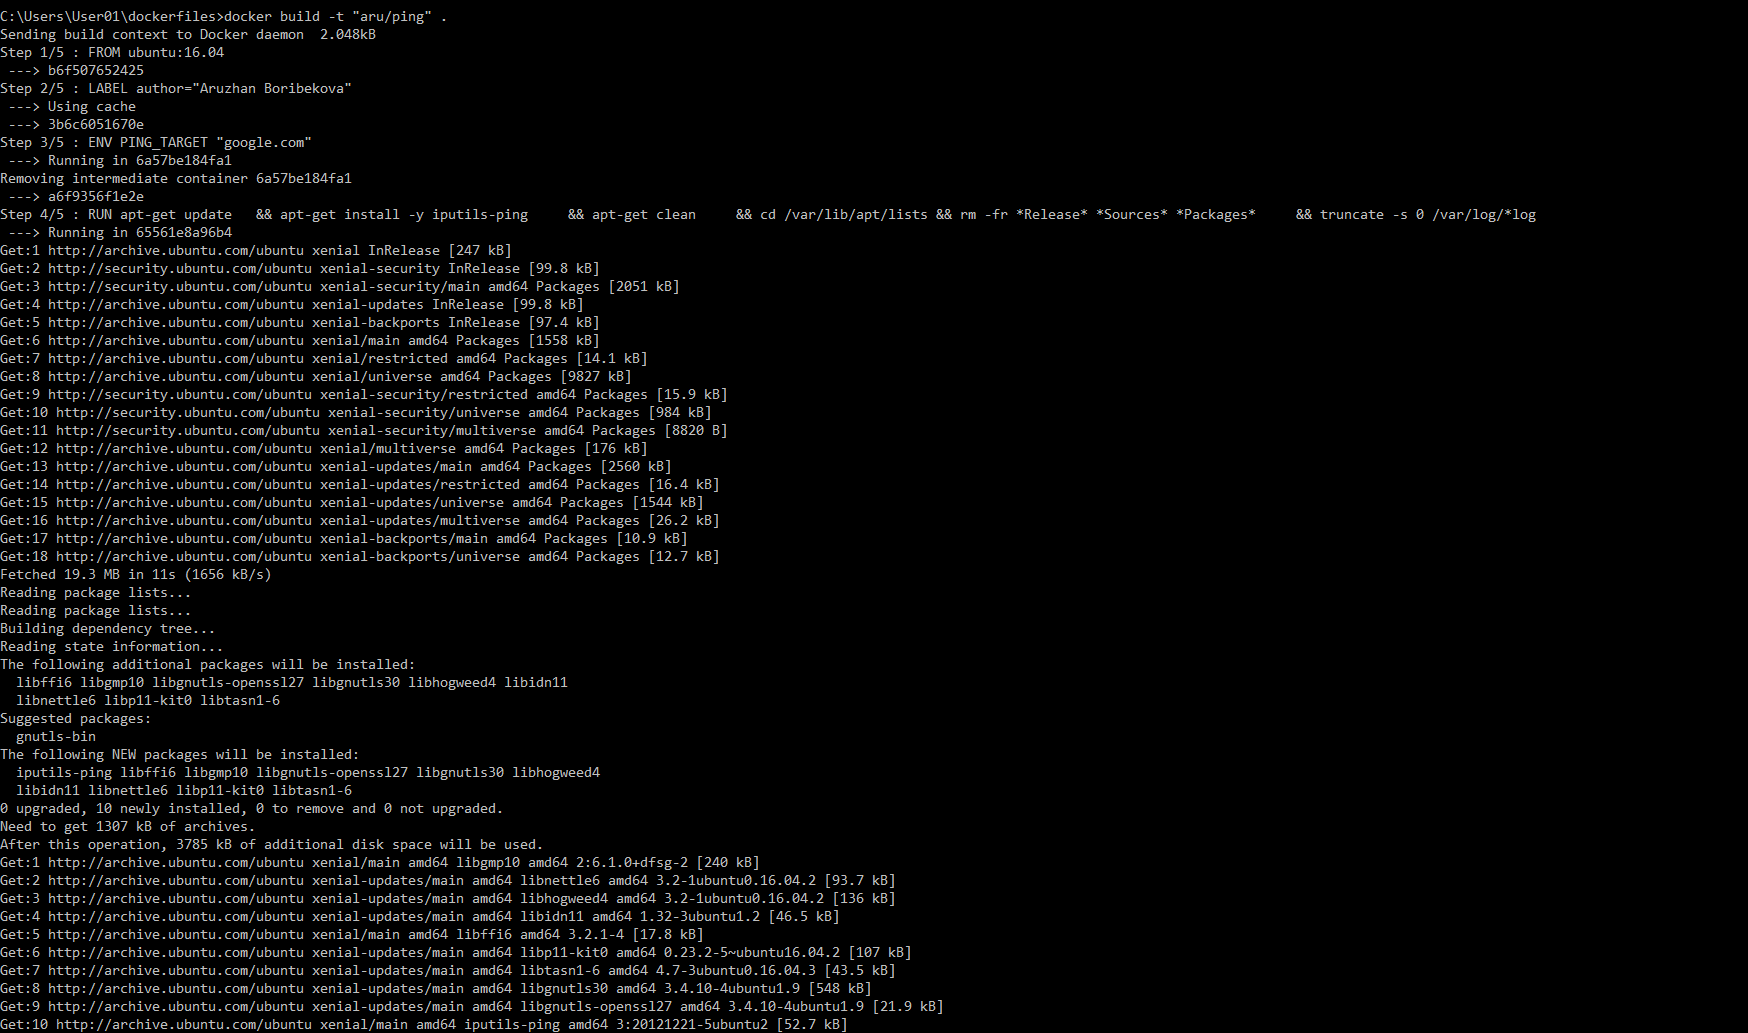 C:\Users\User01\dockerfiles>docker build -t "aru/ping" .
Sending build context to Docker daemon  2.048kB
Step 1/5 : FROM ubuntu:16.04
 ---> b6f507652425
Step 2/5 : LABEL author="Aruzhan Boribekova"
 ---> Using cache
 ---> 3b6c6051670e
Step 3/5 : ENV PING_TARGET "google.com"
 ---> Running in 6a57be184fa1
Removing intermediate container 6a57be184fa1
 ---> a6f9356f1e2e
Step 4/5 : RUN apt-get update   && apt-get install -y iputils-ping     && apt-get clean     && cd /var/lib/apt/lists && rm -fr *Release* *Sources* *Packages*     && truncate -s 0 /var/log/*log
 ---> Running in 65561e8a96b4
Get:1 http://archive.ubuntu.com/ubuntu xenial InRelease [247 kB]
Get:2 http://security.ubuntu.com/ubuntu xenial-security InRelease [99.8 kB]
Get:3 http://security.ubuntu.com/ubuntu xenial-security/main amd64 Packages [2051 kB]
Get:4 http://archive.ubuntu.com/ubuntu xenial-updates InRelease [99.8 kB]
Get:5 http://archive.ubuntu.com/ubuntu xenial-backports InRelease [97.4 kB]
Get:6 http://archive.ubuntu.com/ubuntu xenial/main amd64 Packages [1558 kB]
Get:7 http://archive.ubuntu.com/ubuntu xenial/restricted amd64 Packages [14.1 kB]
Get:8 http://archive.ubuntu.com/ubuntu xenial/universe amd64 Packages [9827 kB]
Get:9 http://security.ubuntu.com/ubuntu xenial-security/restricted amd64 Packages [15.9 kB]
Get:10 http://security.ubuntu.com/ubuntu xenial-security/universe amd64 Packages [984 kB]
Get:11 http://security.ubuntu.com/ubuntu xenial-security/multiverse amd64 Packages [8820 B]
Get:12 http://archive.ubuntu.com/ubuntu xenial/multiverse amd64 Packages [176 kB]
Get:13 http://archive.ubuntu.com/ubuntu xenial-updates/main amd64 Packages [2560 kB]
Get:14 http://archive.ubuntu.com/ubuntu xenial-updates/restricted amd64 Packages [16.4 kB]
Get:15 http://archive.ubuntu.com/ubuntu xenial-updates/universe amd64 Packages [1544 kB]
Get:16 http://archive.ubuntu.com/ubuntu xenial-updates/multiverse amd64 Packages [26.2 kB]
Get:17 http://archive.ubuntu.com/ubuntu xenial-backports/main amd64 Packages [10.9 kB]
Get:18 http://archive.ubuntu.com/ubuntu xenial-backports/universe amd64 Packages [12.7 kB]
Fetched 19.3 MB in 11s (1656 kB/s)
Reading package lists...
Reading package lists...
Building dependency tree...
Reading state information...
The following additional packages will be installed:
  libffi6 libgmp10 libgnutls-openssl27 libgnutls30 libhogweed4 libidn11
  libnettle6 libp11-kit0 libtasn1-6
Suggested packages:
  gnutls-bin
The following NEW packages will be installed:
  iputils-ping libffi6 libgmp10 libgnutls-openssl27 libgnutls30 libhogweed4
  libidn11 libnettle6 libp11-kit0 libtasn1-6
0 upgraded, 10 newly installed, 0 to remove and 0 not upgraded.
Need to get 1307 kB of archives.
After this operation, 3785 kB of additional disk space will be used.
Get:1 http://archive.ubuntu.com/ubuntu xenial/main amd64 libgmp10 amd64 2:6.1.0+dfsg-2 [240 kB]
Get:2 http://archive.ubuntu.com/ubuntu xenial-updates/main amd64 libnettle6 amd64 3.2-1ubuntu0.16.04.2 [93.7 kB]
Get:3 http://archive.ubuntu.com/ubuntu xenial-updates/main amd64 libhogweed4 amd64 3.2-1ubuntu0.16.04.2 [136 kB]
Get:4 http://archive.ubuntu.com/ubuntu xenial-updates/main amd64 libidn11 amd64 1.32-3ubuntu1.2 [46.5 kB]
Get:5 http://archive.ubuntu.com/ubuntu xenial/main amd64 libffi6 amd64 3.2.1-4 [17.8 kB]
Get:6 http://archive.ubuntu.com/ubuntu xenial-updates/main amd64 libp11-kit0 amd64 0.23.2-5~ubuntu16.04.2 [107 kB]
Get:7 http://archive.ubuntu.com/ubuntu xenial-updates/main amd64 libtasn1-6 amd64 4.7-3ubuntu0.16.04.3 [43.5 kB]
Get:8 http://archive.ubuntu.com/ubuntu xenial-updates/main amd64 libgnutls30 amd64 3.4.10-4ubuntu1.9 [548 kB]
Get:9 http://archive.ubuntu.com/ubuntu xenial-updates/main amd64 libgnutls-openssl27 amd64 3.4.10-4ubuntu1.9 [21.9 kB]
Get:10 http://archive.ubuntu.com/ubuntu xenial/main amd64 iputils-ping amd64 3:20121221-5ubuntu2 [52.7 kB]